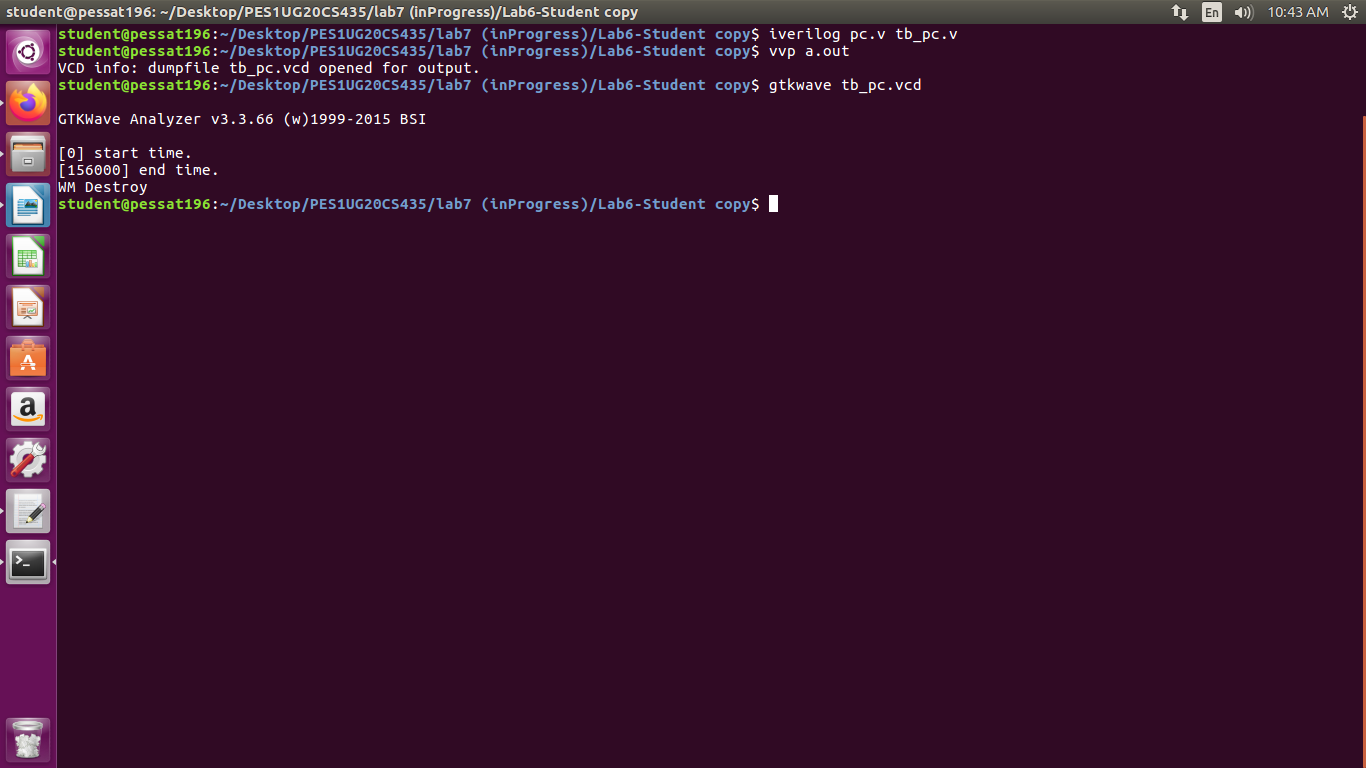 student@pessat196: ~/Desktop/PES1UG20CS435/lab7 (inProgress)/Lab6-Student copy
En
10:43 AM
student@pessat196:~/Desktop/PES1UG20CS435/lab7 (inProgress)/Lab6-Student copy$ iverilog pc.v tb_pc.v
student@pessat196:~/Desktop/PES1UG20CS435/lab7 (inProgress)/Lab6-Student copy$ vvp a.out
VCD info: dumpfile tb_pc.vcd opened for output.
student@pessat196:~/Desktop/PES1UG20CS435/lab7 (inProgress)/Lab6-Student copy$ gtkwave tb_pc.vcd
GTKWave Analyzer v3.3.66 (w)1999-2015 BSI
[0] start time.
[156000] end time.
WM Destroy
student@pessat196:~/Desktop/PES1UG20CS435/lab7 (inProgress)/Lab6-Student copy$